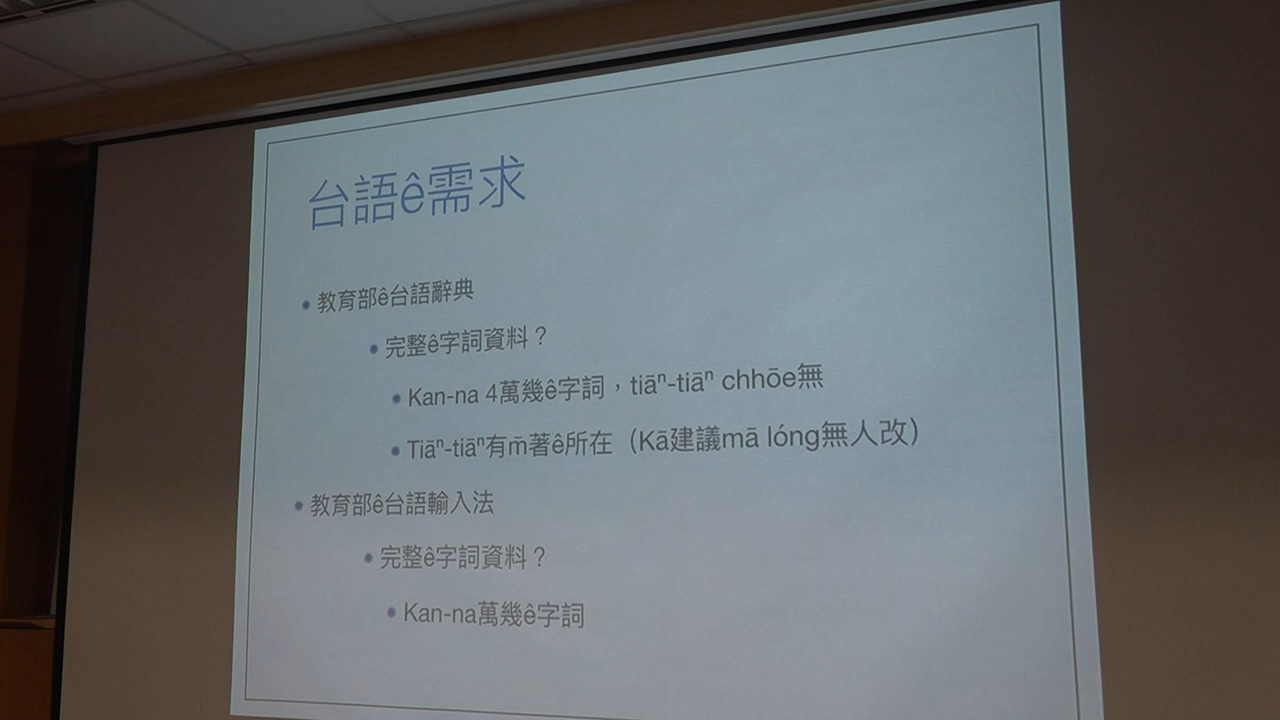 台語ê需求
教育部ê台語辭典
完整ê字詞資料？
Kan-na 4萬幾ê字詞，tiāⁿ-tiāⁿ chhōe無
Tiāⁿ-tiāⁿ有m̄著ê所在（Kā建議mā lóng無人改）
教育部ê台語輸入法
完整ê字詞資料？
Kan-na萬幾ê字詞